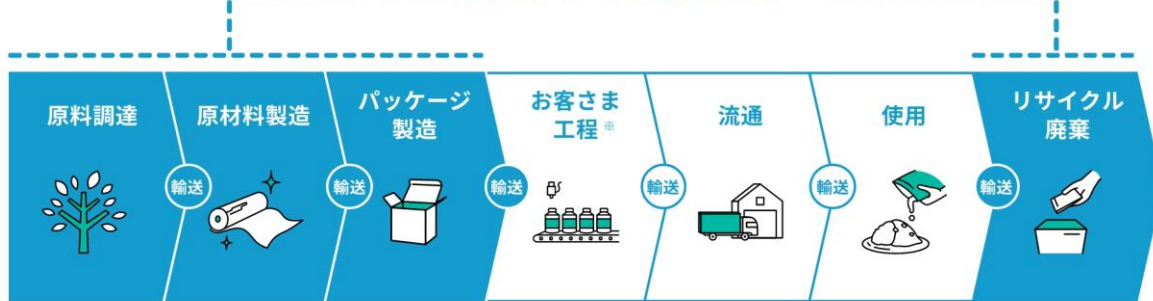 原料調達
原材料製造
パッケージ
製造
お客さま
工程※
流通
使用
リサイクル
廃棄
輸送
輸送
輸送
輸送
輸送
輸送